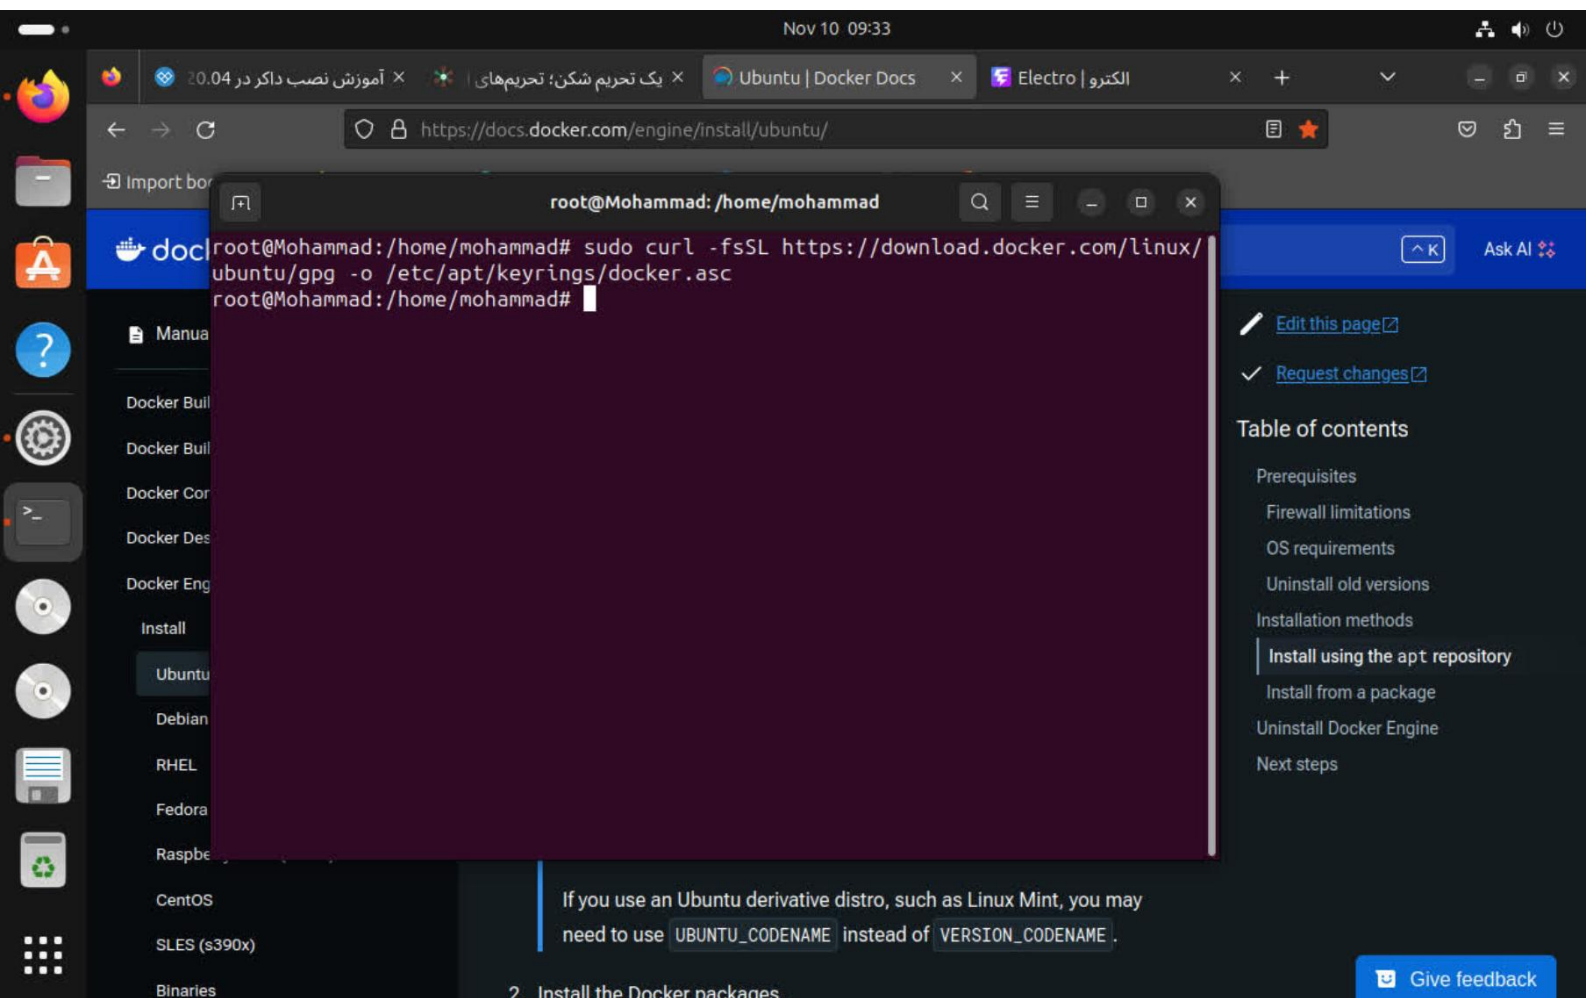 Nov 10 09:33
آموزش نصب داکر در 20.04
یک تحریم شکن؛ تحریم‌های
Ubuntu | Docker Docs
Electro | الکترو
https://docs.docker.com/engine/install/ubuntu/
Import boo
root@Mohammad: /home/mohammad
dock
^ K
Ask AI
root@Mohammad:/home/mohammad# sudo curl -fsSL https://download.docker.com/linux/
ubuntu/gpg -o /etc/apt/keyrings/docker.asc
root@Mohammad:/home/mohammad#
Manua
Docker Buil
Docker Buil
Docker Cor
Docker Des
Docker Eng
Install
Ubuntu
Debian
RHEL
Fedora
Raspbe
CentOS
SLES (s390x)
Binaries
Edit this page
Request changes
Table of contents
Prerequisites
Firewall limitations
OS requirements
Uninstall old versions
Installation methods
Install using the apt repository
Install from a package
Uninstall Docker Engine
Next steps
If you use an Ubuntu derivative distro, such as Linux Mint, you may
need to use UBUNTU_CODENAME instead of VERSION_CODENAME.
2. Install the Docker packages
Give feedback